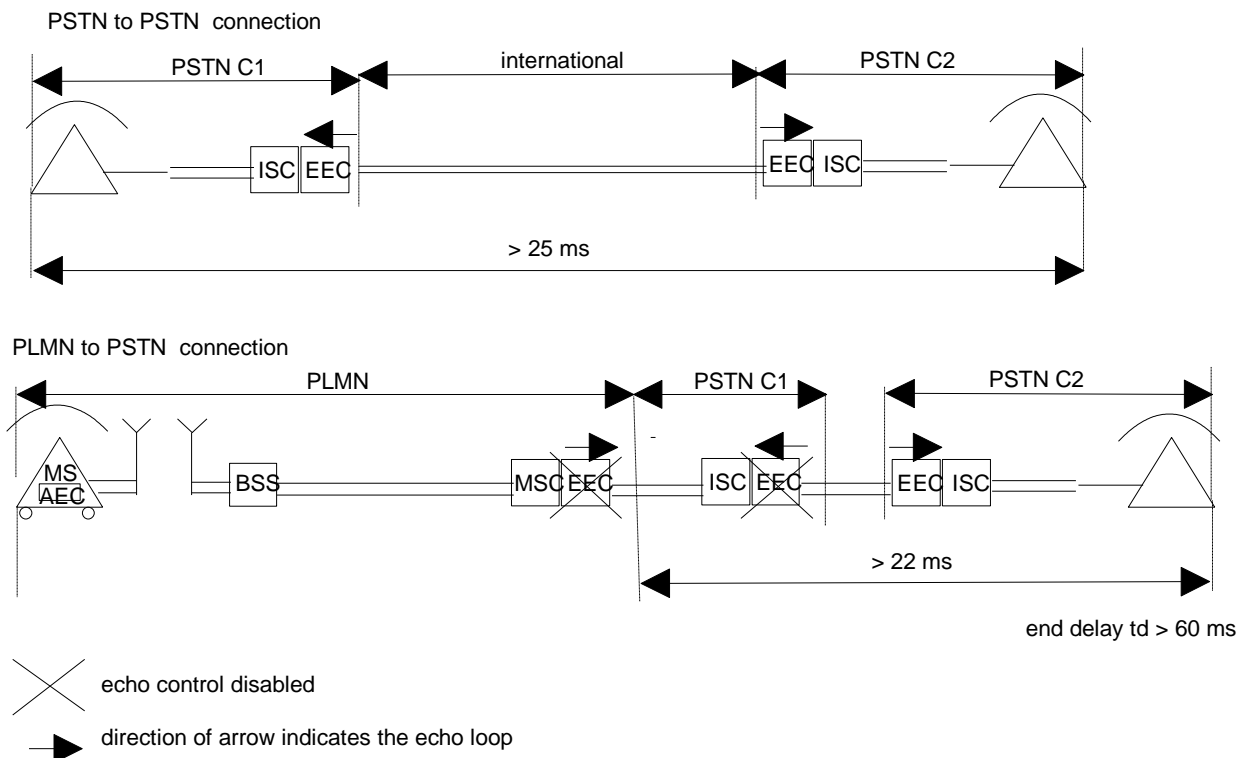 PSTN to PSTN connection
PSTN C1 international PSTN C2
ISC EEC EEC ISC
> 25 ms
PLMN to PSTN connection
PLMN PSTN C1 PSTN C2
MS
AEC BSS MSC EEC ISC EEC EEC ISC
> 22 ms
end delay td > 60 ms
echo control disabled
direction of arrow indicates the echo loop